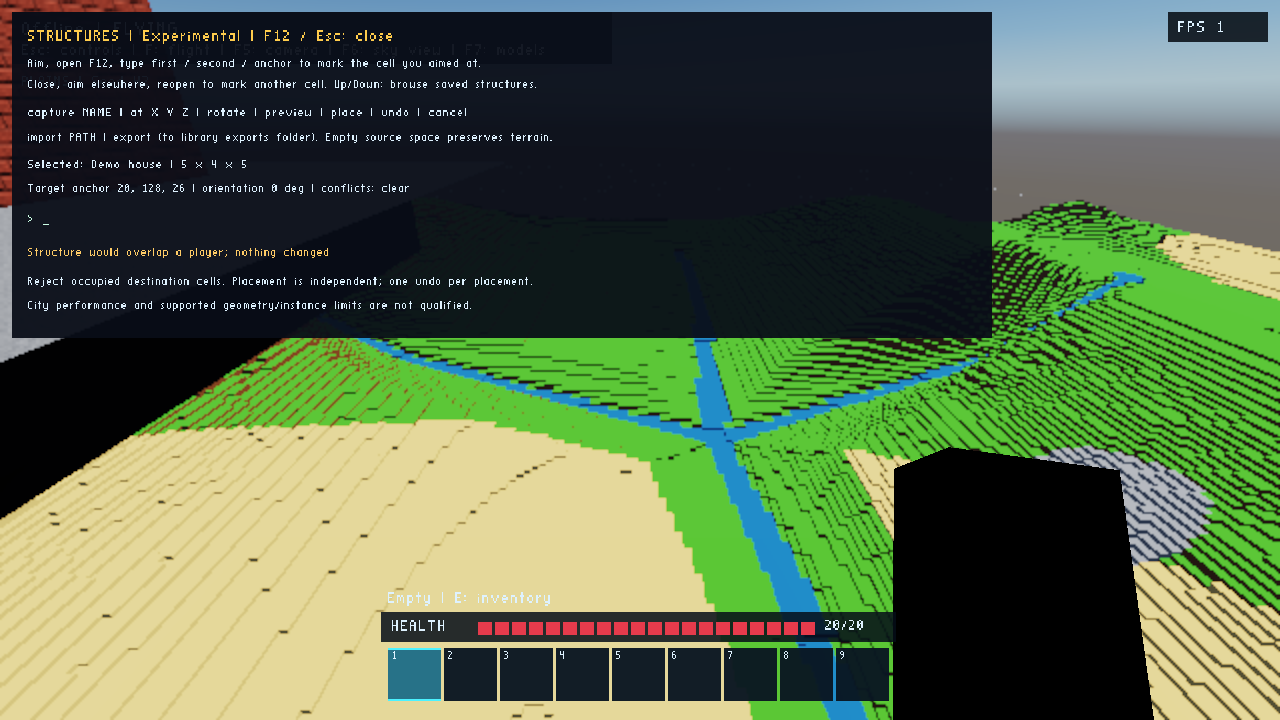 STRUCTURES | Experimental | F12 / Esc: close
FPS 1
Aim, open F12, type first / second / anchor to mark the cell you aimed at.
Close, aim elsewhere, reopen to mark another cell. Up/Down: browse saved structures.
capture NAME | at X Y Z | rotate | preview | place | undo | cancel
import PATH | export (to library exports folder). Empty source space preserves terrain.
Selected: Demo house | 5 x 4 x 5
Target anchor 20, 128, 26 | orientation 0 deg | conflicts: clear
> _
Structure would overlap a player; nothing changed
Reject occupied destination cells. Placement is independent; one undo per placement.
City performance and supported geometry/instance limits are not qualified.
Empty | E: inventory
HEALTH 20/20
1 2 3 4 5 6 7 8 9